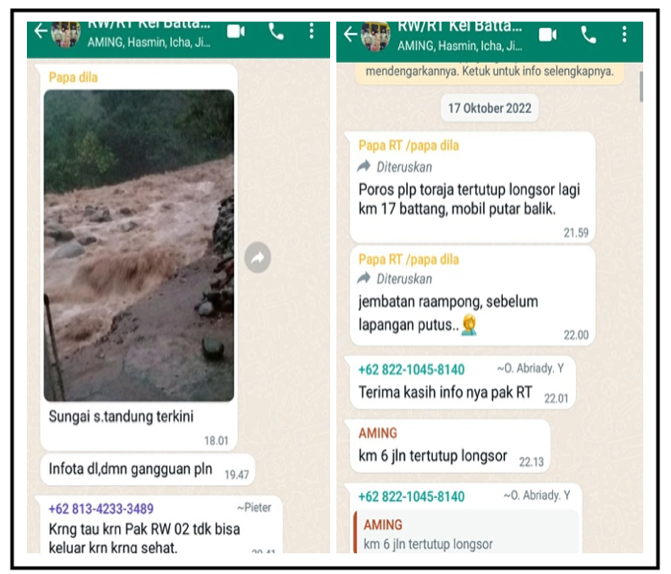 RW/RT Kel Batta...
AMING, Hasmin, Icha, Ji...
Papa dila
Sungai s.tandung terkini
18.01
Infota dl,dmn gangguan pln 19.47
+62 813-4233-3489 ~Pieter
Krng tau krn Pak RW 02 tdk bisa
keluar krn krng sehat.
20.41
RW/RT Kel Batta...
AMING, Hasmin, Icha, Ji...
mendengarkannya. Ketuk untuk info selengkapnya.
17 Oktober 2022
Papa RT /papa dila
Diteruskan
Poros plp toraja tertutup longsor lagi
km 17 battang, mobil putar balik.
21.59
Papa RT /papa dila
Diteruskan
jembatan raampong, sebelum
lapangan putus..
22.00
+62 822-1045-8140 ~O. Abriady. Y
Terima kasih info nya pak RT 22.01
AMING
km 6 jln tertutup longsor 22.13
+62 822-1045-8140 ~O. Abriady. Y
AMING
km 6 jln tertutup longsor